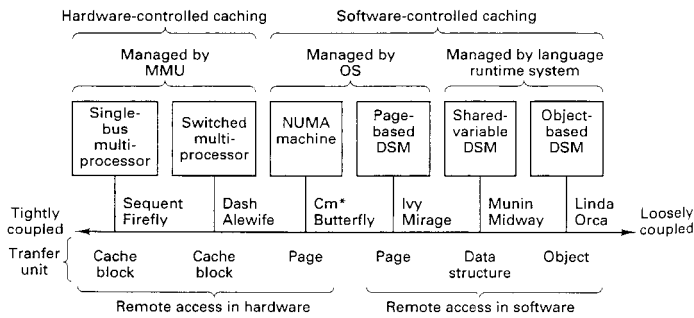 Hardware-controlled caching
Software-controlled caching
Managed by
MMU
Managed by
OS
Managed by language
runtime system
Single-
bus
multi-
processor
Switched
multi-
processor
NUMA
machine
Page-
based
DSM
Shared-
variable
DSM
Object-
based
DSM
Tightly
coupled
Sequent
Firefly
Dash
Alewife
Cm*
Butterfly
Ivy
Mirage
Munin
Midway
Linda
Orca
Loosely
coupled
Tranfer
unit
Cache
block
Cache
block
Page
Page
Data
structure
Object
Remote access in hardware
Remote access in software